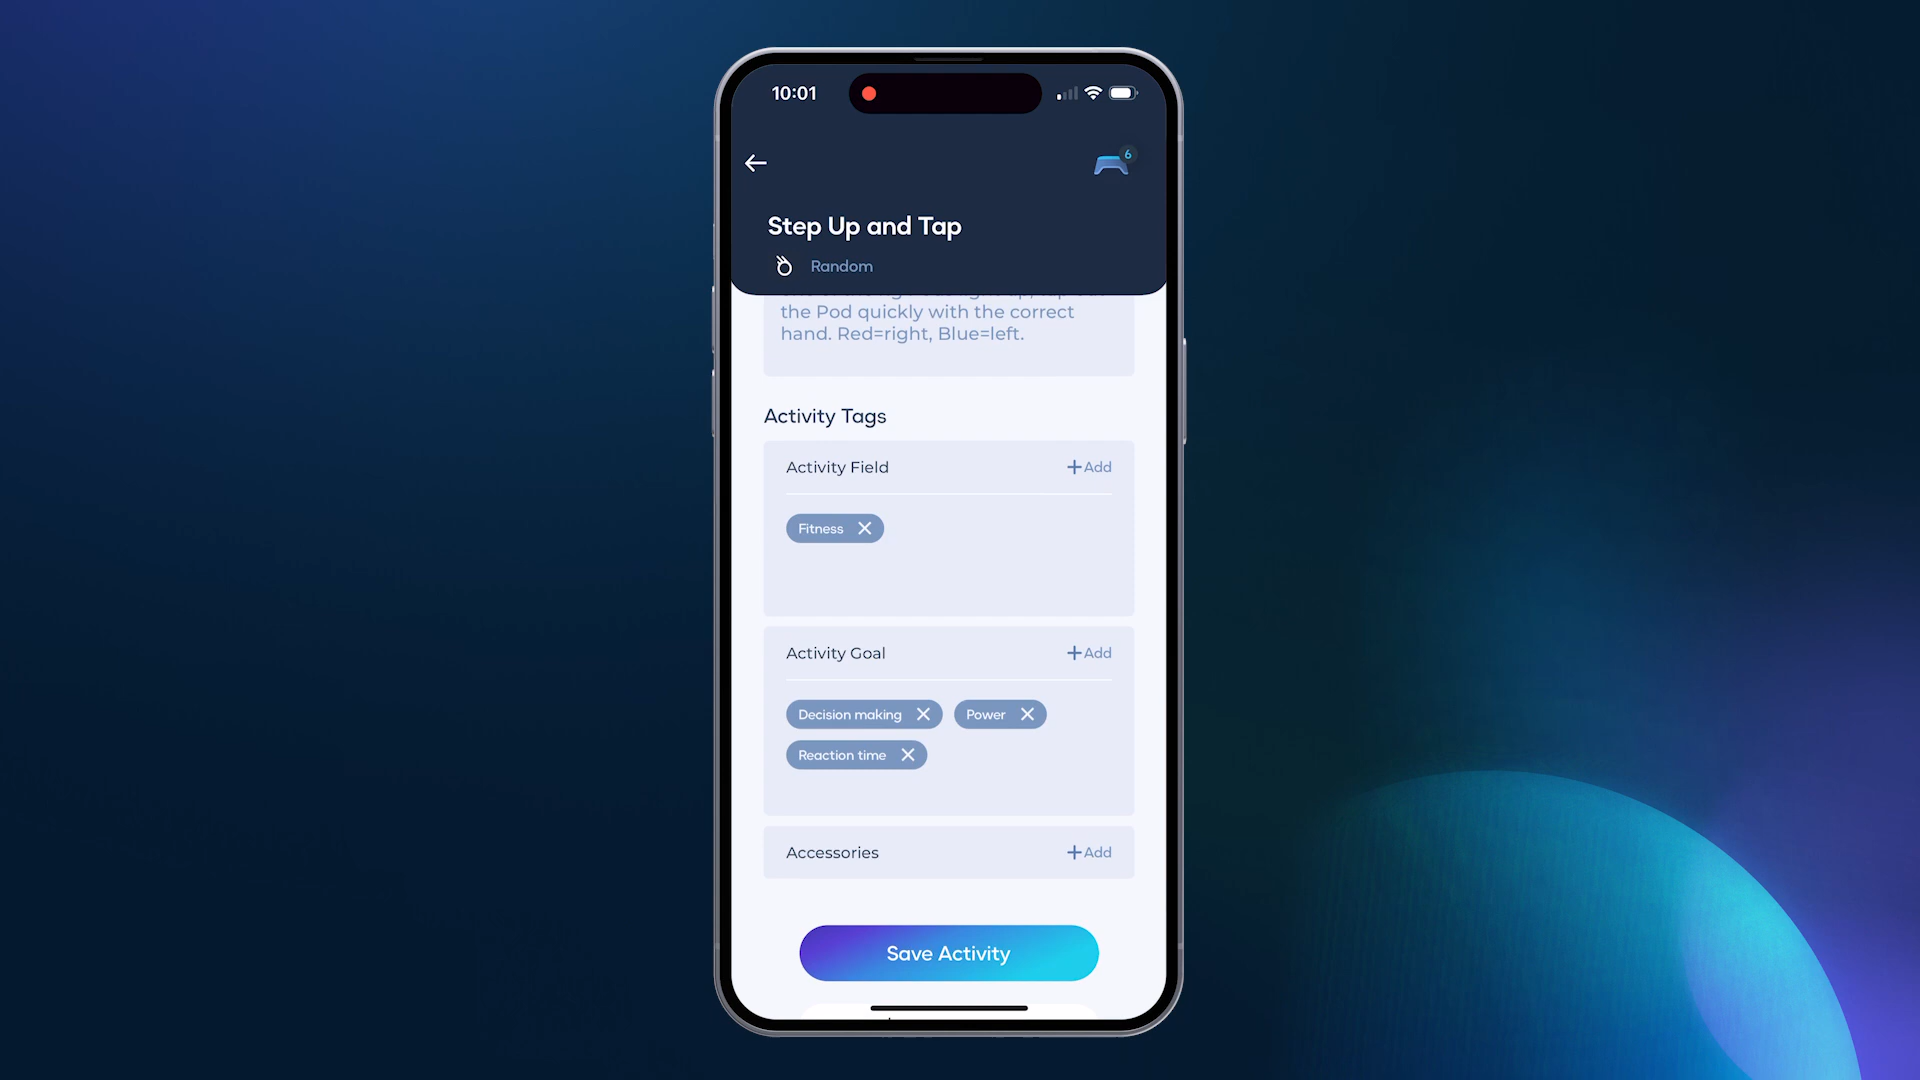 10:01
6
Step Up and Tap
Random
the Pod quickly with the correct
hand. Red=right, Blue=left.
Activity Tags
Activity Field +Add
Fitness
Activity Goal +Add
Decision making Power
Reaction time
Accessories +Add
Save Activity